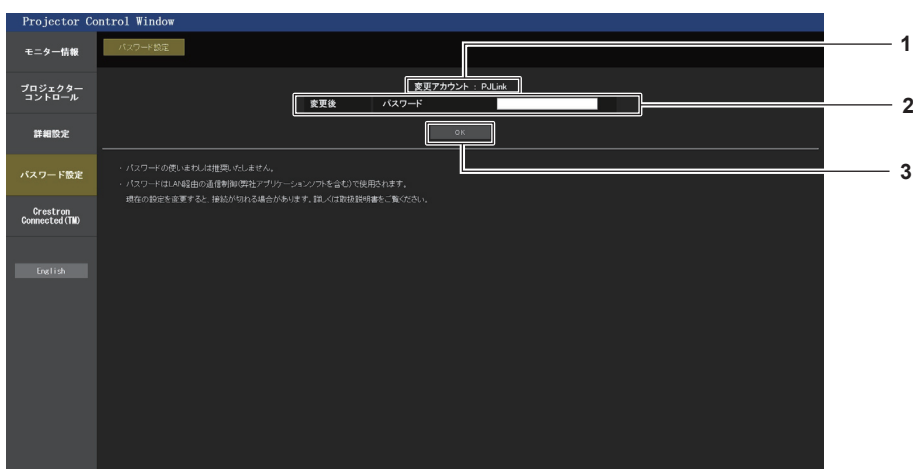 Projector Control Window
モニター情報
プロジェクター
コントロール
詳細設定
パスワード設定
Crestron
Connected(TM)
English
パスワード設定
変更アカウント : PJLink
変更後 パスワード
OK
・ パスワードの使いまわしは推奨いたしません。
・ パスワードはLAN経由の通信制御(弊社アプリケーションソフトを含む)で使用されます。
現在の設定を変更すると、接続が切れる場合があります。詳しくは取扱説明書をご覧ください。
1
2
3